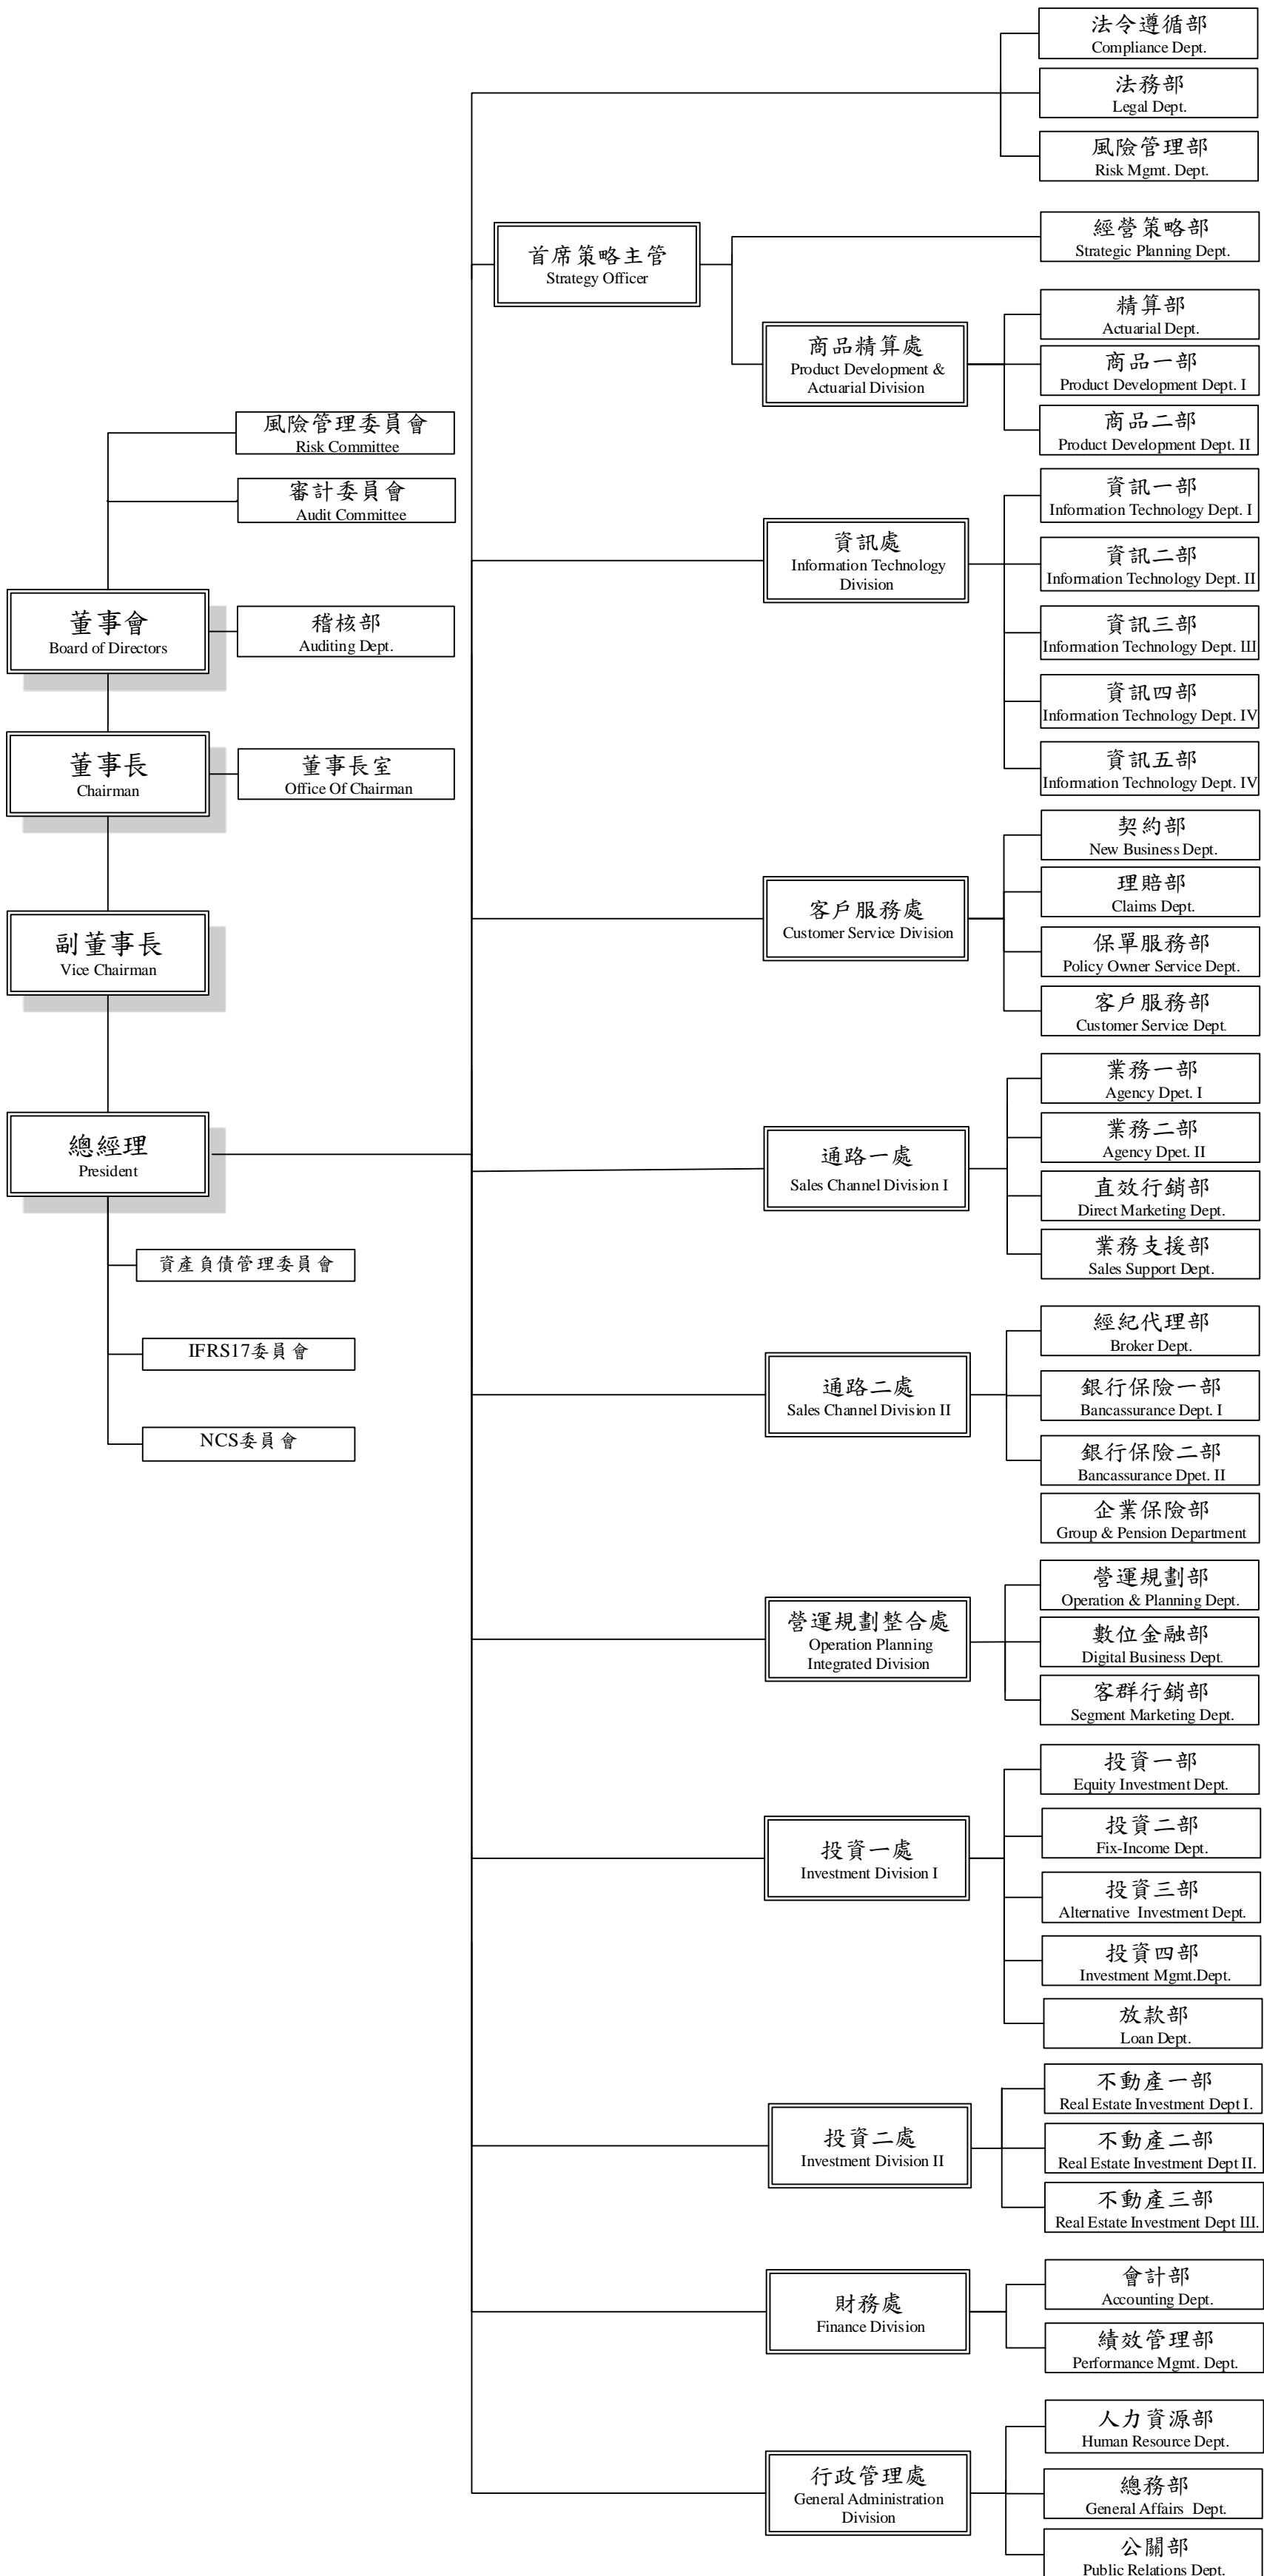 法令遵循部
Compliance Dept.
法務部
Legal Dept.
風險管理部
Risk Mgmt. Dept.
首席策略主管
Strategy Officer
經營策略部
Strategic Planning Dept.
商品精算處
Product Development &
Actuarial Division
精算部
Actuarial Dept.
商品一部
Product Development Dept. I
商品二部
Product Development Dept. II
風險管理委員會
Risk Committee
審計委員會
Audit Committee
董事會
Board of Directors
稽核部
Auditing Dept.
董事長
Chairman
董事長室
Office Of Chairman
副董事長
Vice Chairman
總經理
President
資產負債管理委員會
IFRS17委員會
NCS委員會
資訊處
Information Technology
Division
資訊一部
Information Technology Dept. I
資訊二部
Information Technology Dept. II
資訊三部
Information Technology Dept. III
資訊四部
Information Technology Dept. IV
資訊五部
Information Technology Dept. IV
客戶服務處
Customer Service Division
契約部
New Business Dept.
理賠部
Claims Dept.
保單服務部
Policy Owner Service Dept.
客戶服務部
Customer Service Dept.
通路一處
Sales Channel Division I
業務一部
Agency Dpet. I
業務二部
Agency Dpet. II
直效行銷部
Direct Marketing Dept.
業務支援部
Sales Support Dept.
通路二處
Sales Channel Division II
經紀代理部
Broker Dept.
銀行保險一部
Bancassurance Dept. I
銀行保險二部
Bancassurance Dpet. II
企業保險部
Group & Pension Department
營運規劃整合處
Operation Planning
Integrated Division
營運規劃部
Operation & Planning Dept.
數位金融部
Digital Business Dept.
客群行銷部
Segment Marketing Dept.
投資一處
Investment Division I
投資一部
Equity Investment Dept.
投資二部
Fix-Income Dept.
投資三部
Alternative Investment Dept.
投資四部
Investment Mgmt.Dept.
放款部
Loan Dept.
投資二處
Investment Division II
不動產一部
Real Estate Investment Dept I.
不動產二部
Real Estate Investment Dept II.
不動產三部
Real Estate Investment Dept III.
財務處
Finance Division
會計部
Accounting Dept.
績效管理部
Performance Mgmt. Dept.
行政管理處
General Administration
Division
人力資源部
Human Resource Dept.
總務部
General Affairs Dept.
公關部
Public Relations Dept.